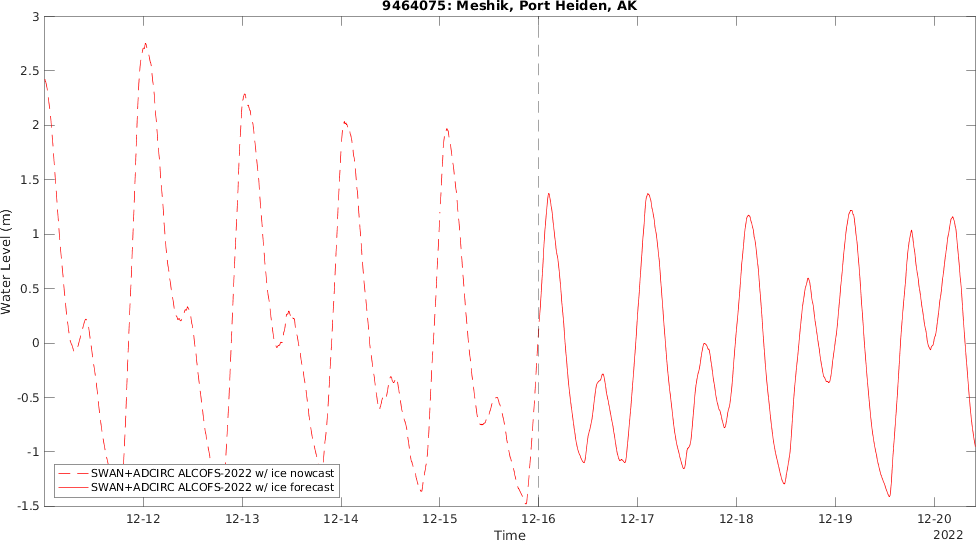 9464075: Meshik, Port Heiden, AK
3
2.5
2
1.5
1
0.5
0
-0.5
-1
-1.5
Water Level (m)
SWAN+ADCIRC ALCOFS-2022 w/ ice nowcast
SWAN+ADCIRC ALCOFS-2022 w/ ice forecast
12-12 12-13 12-14 12-15 12-16 12-17 12-18 12-19 12-20
Time
2022